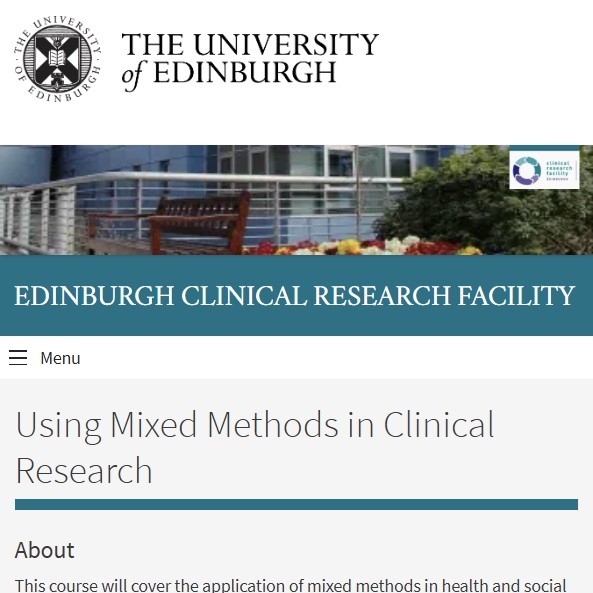 THE UNIVERSITY OF EDINBURGH
THE UNIVERSITY
of EDINBURGH
clinical
research
facility
EDINBURGH CLINICAL RESEARCH FACILITY
Menu
Using Mixed Methods in Clinical
Research
About
This course will cover the application of mixed methods in health and social